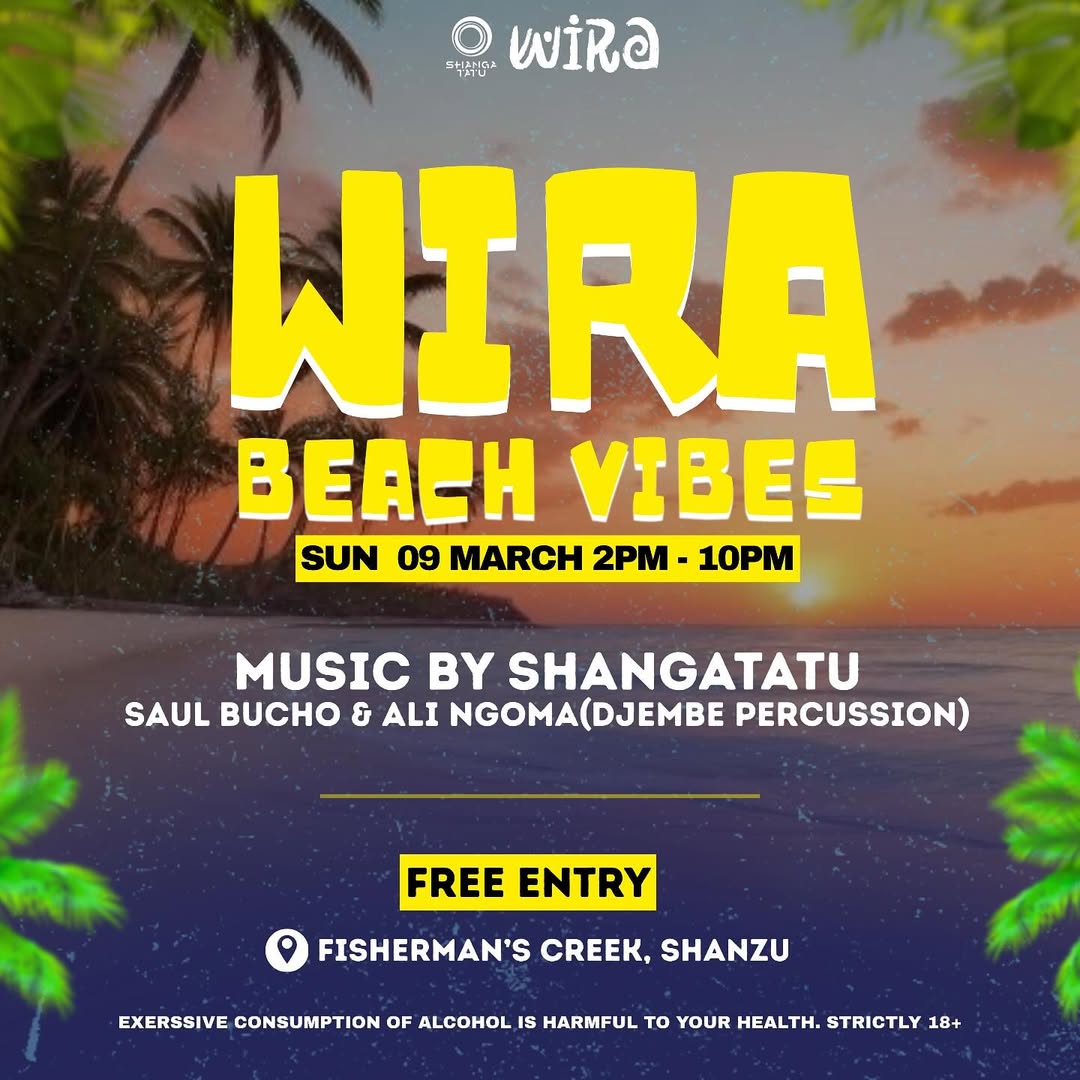 SHANGA
TATU
WIRA
WIRA
BEACH VIBES
SUN 09 MARCH 2PM - 10PM
MUSIC BY SHANGATATU
SAUL BUCHO & ALI NGOMA(DJEMBE PERCUSSION)
FREE ENTRY
FISHERMAN'S CREEK, SHANZU
EXERSSIVE CONSUMPTION OF ALCOHOL IS HARMFUL TO YOUR HEALTH. STRICTLY 18+